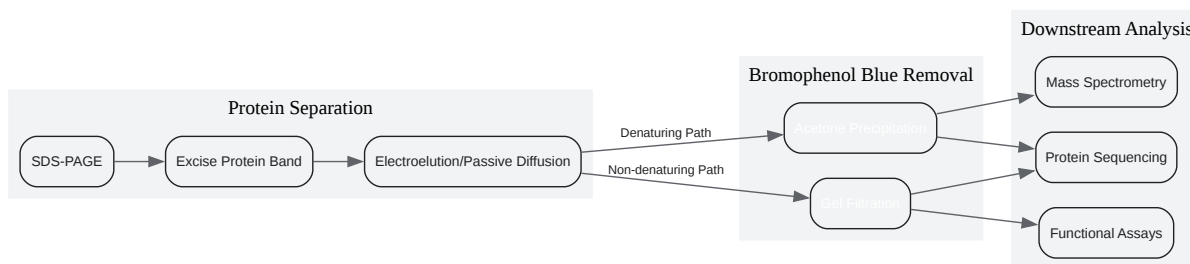 Protein Separation
SDS-PAGE
Excise Protein Band
Electroelution/Passive Diffusion
Denaturing Path
Non-denaturing Path
Bromophenol Blue Removal
Acetone Precipitation
Gel Filtration
Downstream Analysis
Mass Spectrometry
Protein Sequencing
Functional Assays